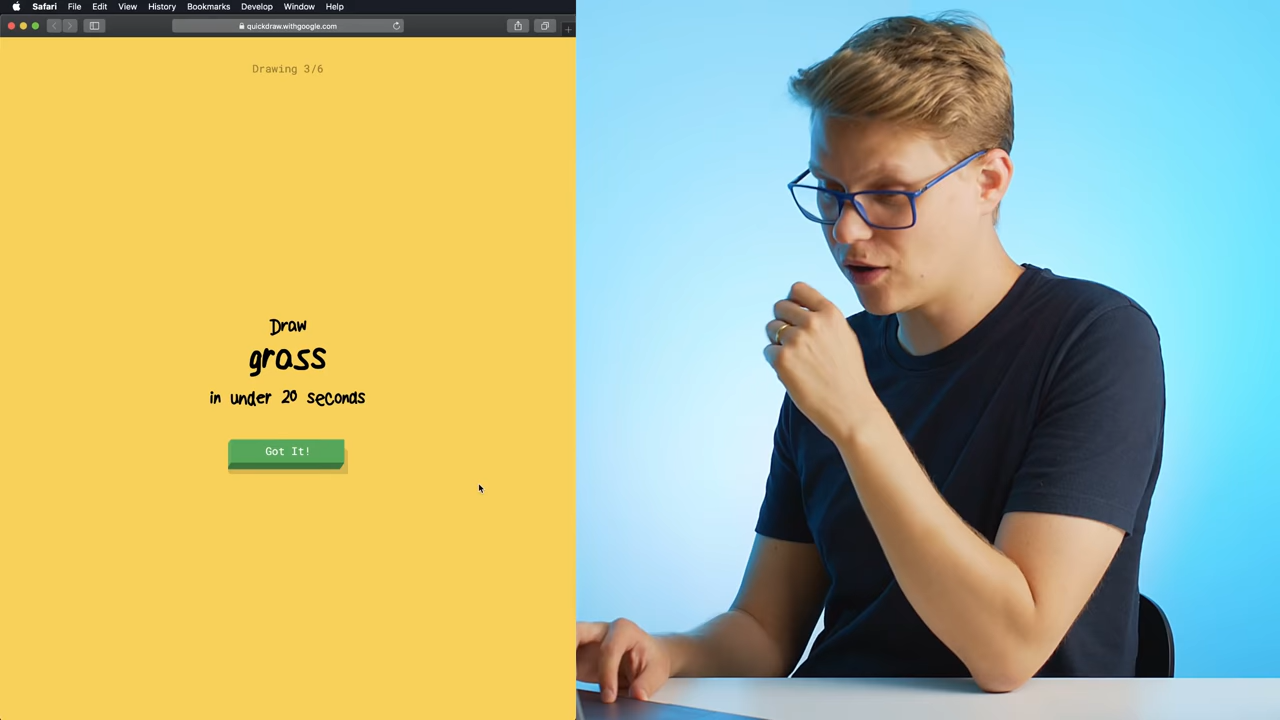 Safari File Edit View History Bookmarks Develop Window Help
quickdraw.withgoogle.com
Drawing 3/6
Draw
grass
in under 20 seconds
Got It!